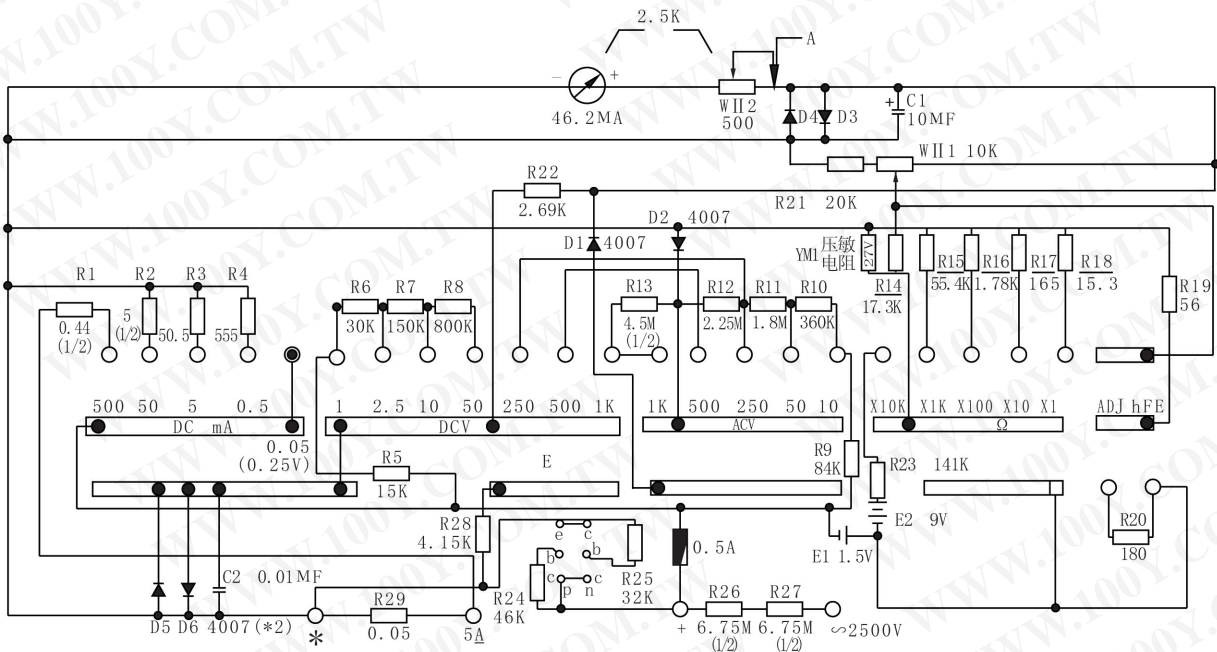 2.5K
A
− +
46.2MA
WⅡ2
500
D4 D3
+ C1
10MF
WⅡ1 10K
R21 20K
R22
2.69K
D1 4007
D2 4007
YM1 压敏
电阻
27V
R14
17.3K
R15
55.4K
R16
1.78K
R17
165
R18
15.3
R19
56
R1
0.44
(1/2)
R2
5
(1/2)
R3
50.5
R4
555
R6
30K
R7
150K
R8
800K
R13
4.5M
(1/2)
R12
2.25M
R11
1.8M
R10
360K
500 50 5 0.5
DC mA
0.05
(0.25V)
1 2.5 10 50 250 500 1K
DCV
1K 500 250 50 10
ACV
X10K X1K X100 X10 X1
Ω
ADJ hFE
R5
15K
E
R9
84K
R23 141K
E2 9V
E1 1.5V
R20
180
R28
4.15K
e c
b b
c c
p n
R24
46K
R25
32K
0.5A
C2 0.01MF
D5 D6 4007(*2)
*
R29
0.05
5A
+
R26
6.75M
(1/2)
R27
6.75M
(1/2)
∽2500V
WWW.100Y.COM.TW